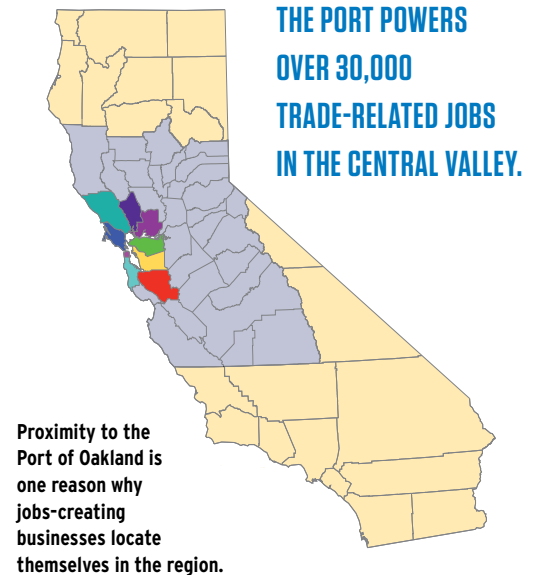 THE PORT POWERS
OVER 30,000
TRADE-RELATED JOBS
IN THE CENTRAL VALLEY.
Proximity to the
Port of Oakland is
one reason why
jobs-creating
businesses locate
themselves in the region.